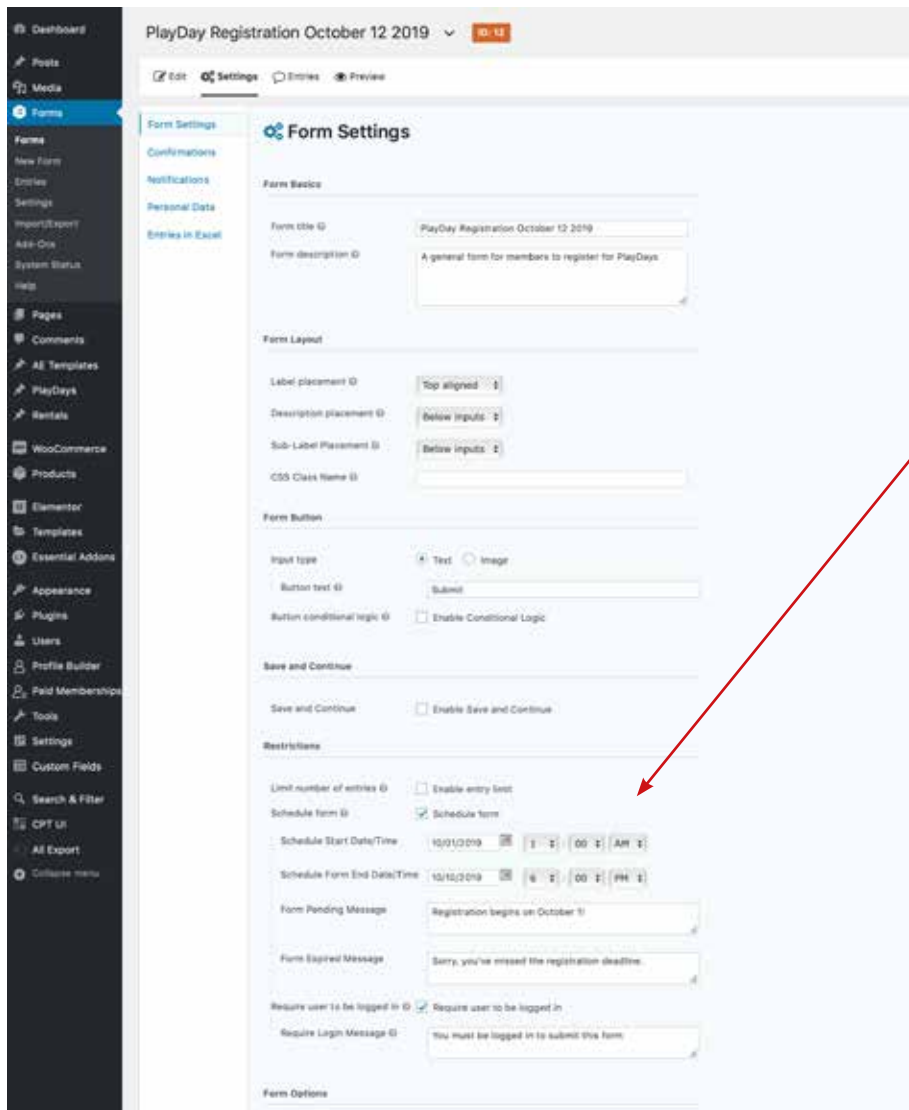 Dashboard
Posts
Media
Forms
Forms
New Form
Entries
Settings
Import/Export
Add-Ons
System Status
Help
Pages
Comments
AE Templates
PlayDays
Rentals
WooCommerce
Products
Elementor
Templates
Essential Addons
Appearance
Plugins
Users
Profile Builder
Paid Memberships
Tools
Settings
Custom Fields
Search & Filter
CPT UI
All Export
Collapse menu
PlayDay Registration October 12 2019 ID: 12
Edit Settings Entries Preview
Form Settings
Confirmations
Notifications
Personal Data
Entries in Excel
Form Settings
Form Basics
Form title PlayDay Registration October 12 2019
Form description A general form for members to register for PlayDays
Form Layout
Label placement Top aligned
Description placement Below inputs
Sub-Label Placement Below inputs
CSS Class Name
Form Button
Input type Text Image
Button text Submit
Button conditional logic Enable Conditional Logic
Save and Continue
Save and Continue Enable Save and Continue
Restrictions
Limit number of entries Enable entry limit
Schedule form Schedule form
Schedule Start Date/Time 10/01/2019 1 : 00 AM
Schedule Form End Date/Time 10/10/2019 6 : 00 PM
Form Pending Message Registration begins on October 1!
Form Expired Message Sorry, you've missed the registration deadline.
Require user to be logged in Require user to be logged in
Require Login Message You must be logged in to submit this form
Form Options